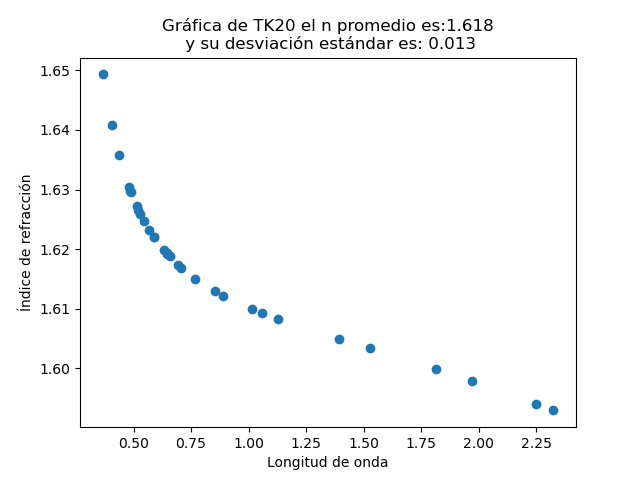 Gráfica de TK20 el n promedio es:1.618
y su desviación estándar es: 0.013
1.65
1.64
1.63
1.62
1.61
1.60
Índice de refracción
0.50 0.75 1.00 1.25 1.50 1.75 2.00 2.25
Longitud de onda